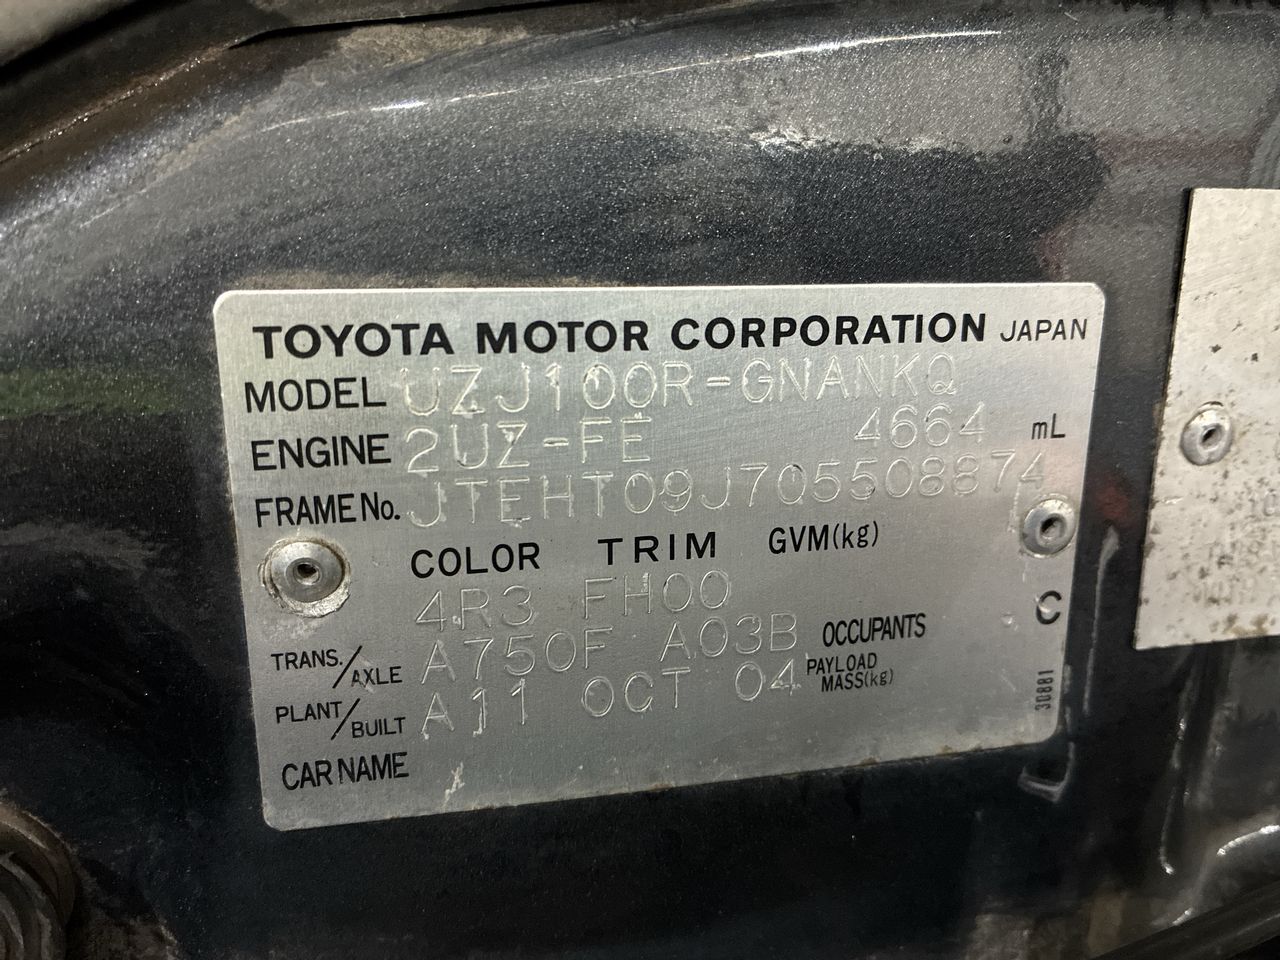 TOYOTA MOTOR CORPORATION JAPAN
MODEL UZJ100R-GNANKQ
ENGINE 2UZ-FE 4664 mL
FRAME No. JTEHT09J705508874
COLOR TRIM GVM(kg)
4R3 FH00
C
TRANS./AXLE A750F A03B OCCUPANTS
PLANT/BUILT A11 OCT 04 PAYLOAD MASS(kg)
30881
CAR NAME